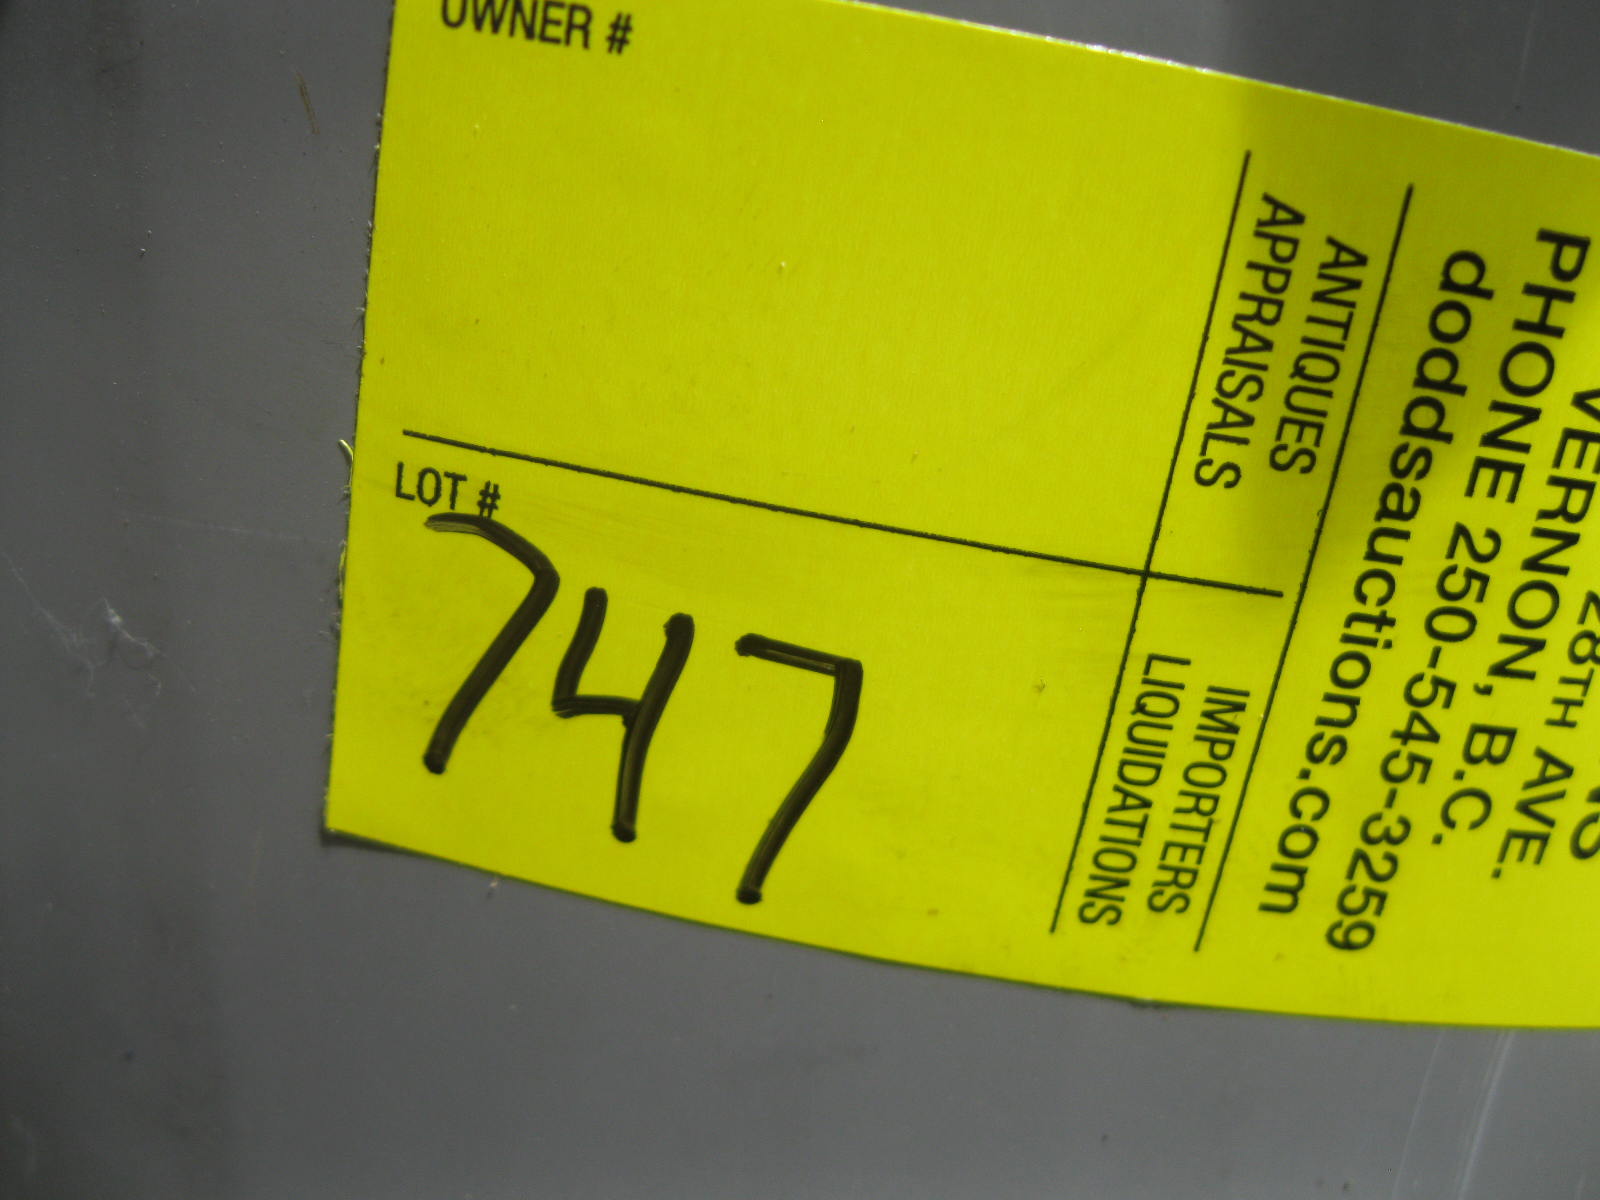 28TH AVE.
VERNON, B.C.
PHONE 250-545-3259
doddsauctions.com
ANTIQUES
APPRAISALS
IMPORTERS
LIQUIDATIONS
OWNER #
LOT #
747